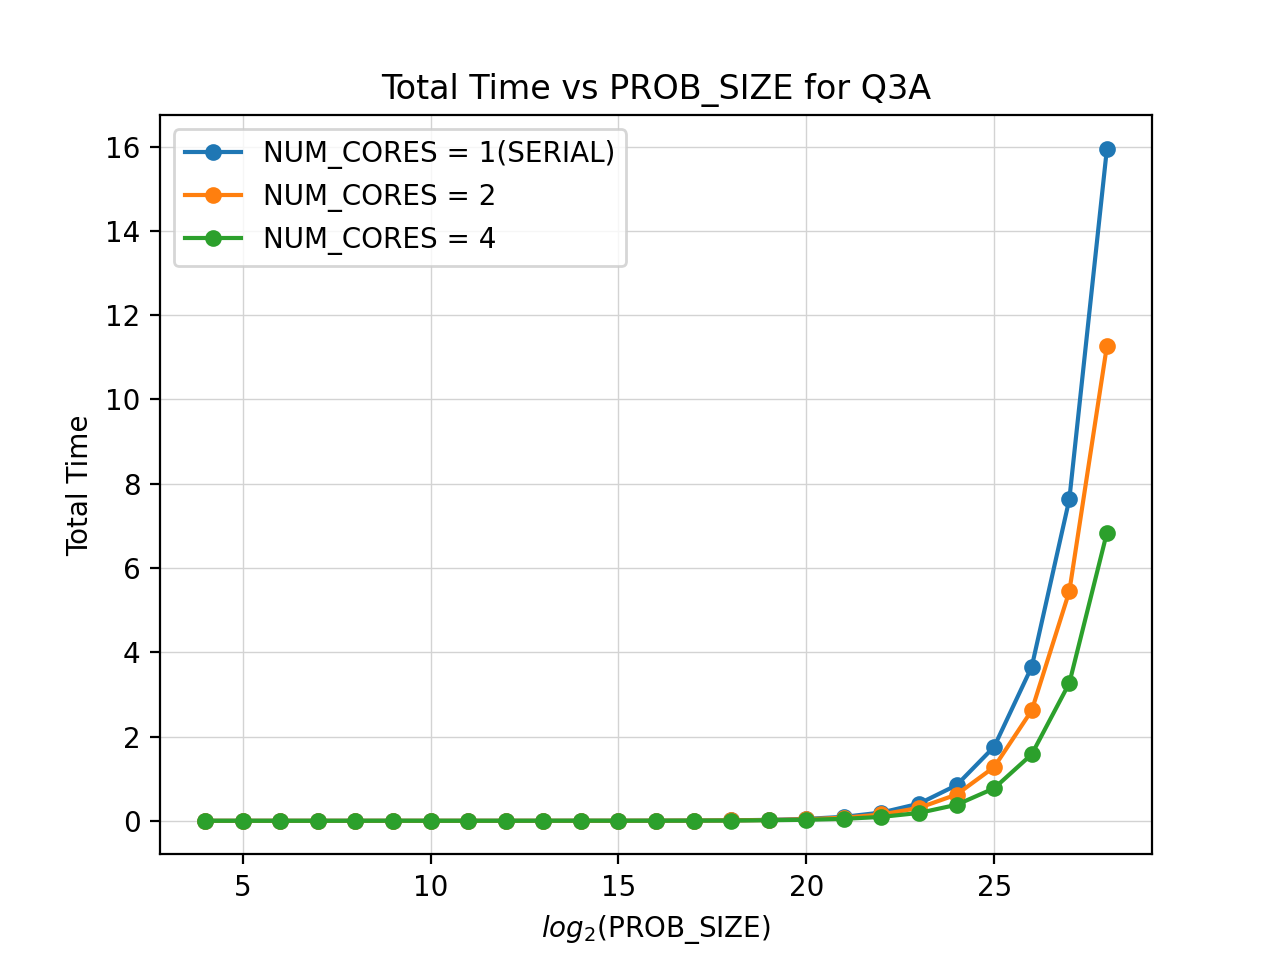 Total Time vs PROB_SIZE for Q3A
NUM_CORES = 1(SERIAL)
NUM_CORES = 2
NUM_CORES = 4
16
14
12
10
8
6
4
2
0
Total Time
5 10 15 20 25
log₂(PROB_SIZE)